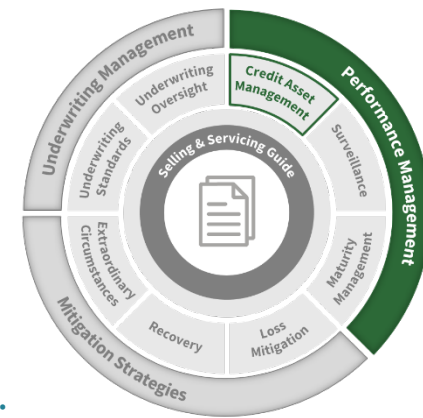 Underwriting Management
Performance Management
Mitigation Strategies
Underwriting
Oversight
Credit Asset
Management
Surveillance
Maturity
Management
Loss
Mitigation
Recovery
Extraordinary
Circumstances
Underwriting
Standards
Selling & Servicing Guide